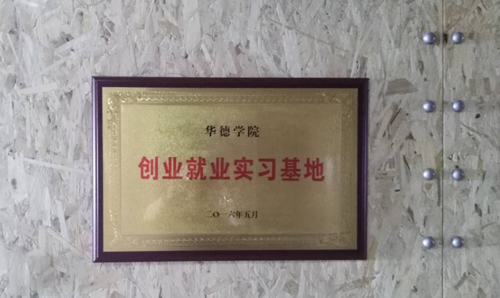 华德学院
创业就业实习基地
二〇一六年五月